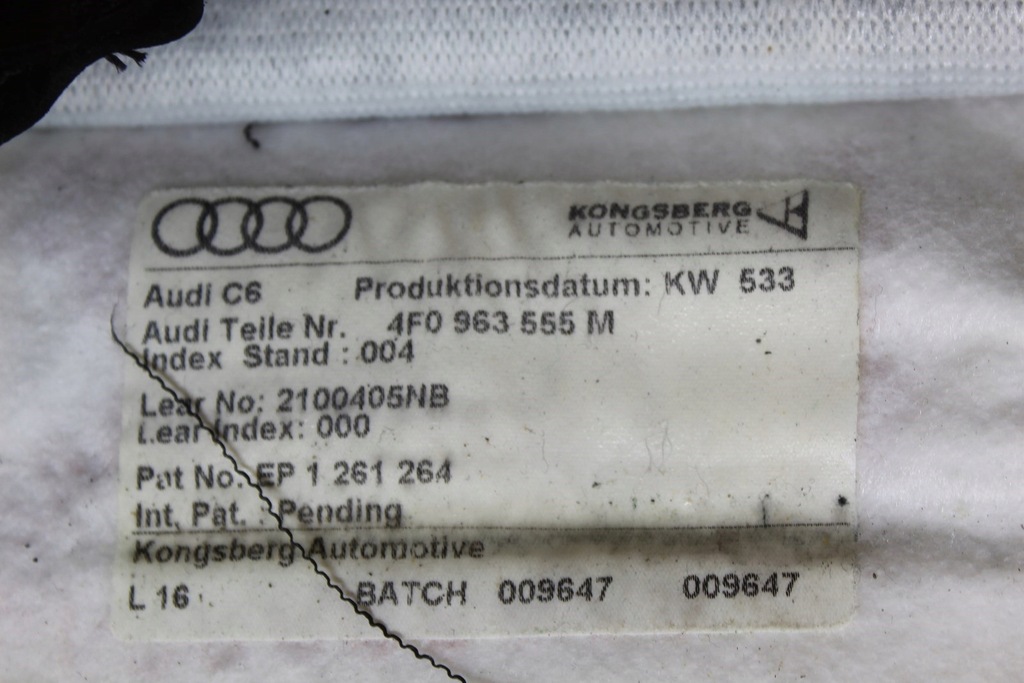 KONGSBERG
AUTOMOTIVE
Audi C6 Produktionsdatum: KW 533
Audi Teile Nr. 4F0 963 555 M
Index Stand : 004
Lear No: 2100405NB
Lear Index: 000
Pat No. EP 1 261 264
Int. Pat. : Pending
Kongsberg Automotive
L 16 BATCH 009647 009647